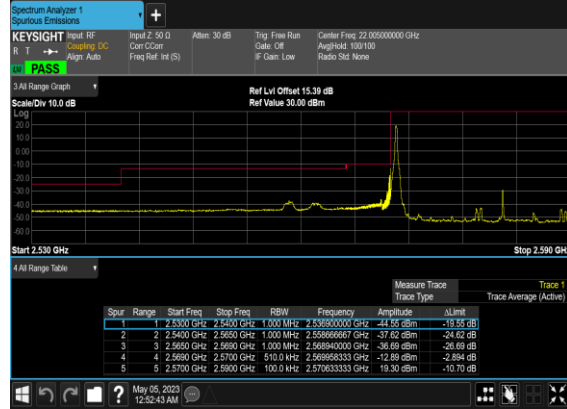 Spectrum Analyzer 1
Spurious Emissions
+
KEYSIGHT Input: RF Input Z: 50 Ω Atten: 30 dB Trig: Free Run Center Freq: 22.005000000 GHz
R T Coupling: DC Corr CCorr Gate: Off Avg|Hold: 100/100
Align: Auto Freq Ref: Int (S) IF Gain: Low Radio Std: None
PASS
3 All Range Graph Ref Lvl Offset 15.39 dB
Scale/Div 10.0 dB Ref Value 30.00 dBm
Log
20.0
10.0
0.00
-10.0
-20.0
-30.0
-40.0
-50.0
-60.0
Start 2.530 GHz Stop 2.590 GHz
4 All Range Table
Measure Trace Trace 1
Trace Type Trace Average (Active)
Spur Range Start Freq Stop Freq RBW Frequency Amplitude ΔLimit
1 1 2.5300 GHz 2.5400 GHz 1.000 MHz 2.536900000 GHz -44.55 dBm -19.55 dB
2 2 2.5400 GHz 2.5650 GHz 1.000 MHz 2.558666667 GHz -37.62 dBm -24.62 dB
3 3 2.5650 GHz 2.5690 GHz 1.000 MHz 2.568940000 GHz -36.69 dBm -26.69 dB
4 4 2.5690 GHz 2.5700 GHz 510.0 kHz 2.569958333 GHz -12.89 dBm -2.894 dB
5 5 2.5700 GHz 2.5900 GHz 100.0 kHz 2.570633333 GHz 19.30 dBm -10.70 dB
? May 05, 2023
12:52:43 AM